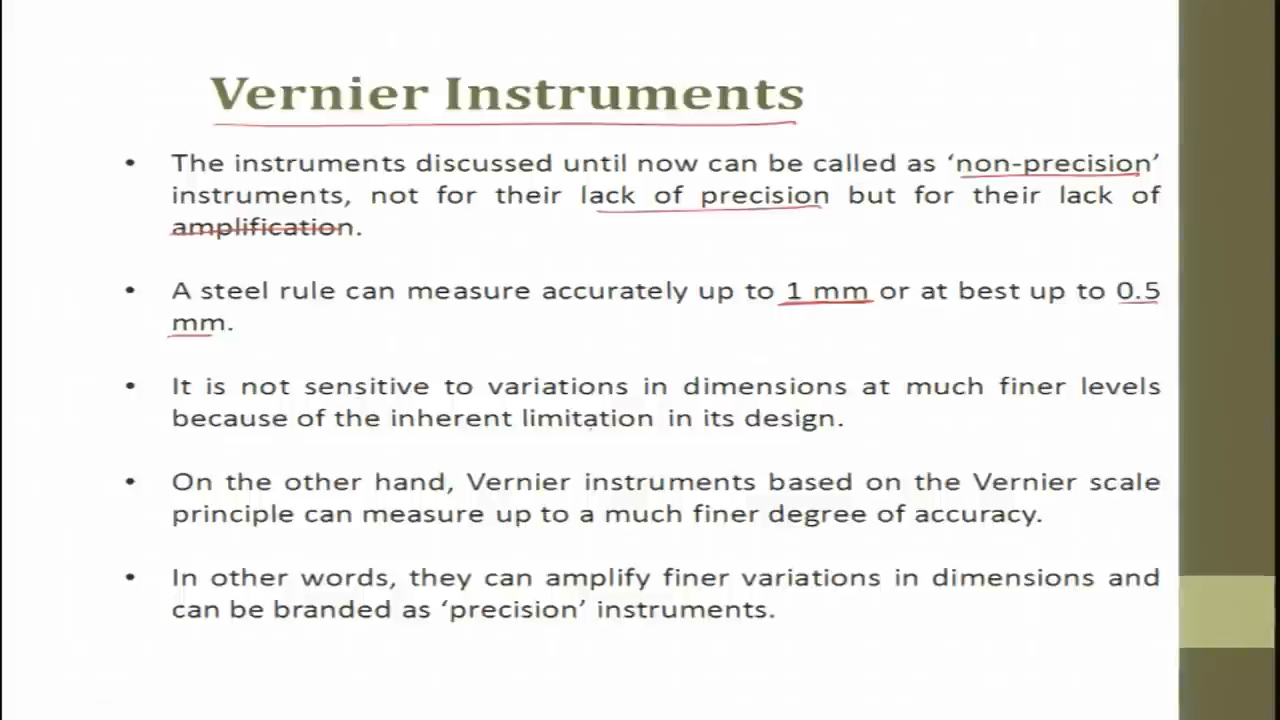 Vernier Instruments
• The instruments discussed until now can be called as ‘non-precision’
instruments, not for their lack of precision but for their lack of
amplification.
• A steel rule can measure accurately up to 1 mm or at best up to 0.5
mm.
• It is not sensitive to variations in dimensions at much finer levels
because of the inherent limitation in its design.
• On the other hand, Vernier instruments based on the Vernier scale
principle can measure up to a much finer degree of accuracy.
• In other words, they can amplify finer variations in dimensions and
can be branded as ‘precision’ instruments.